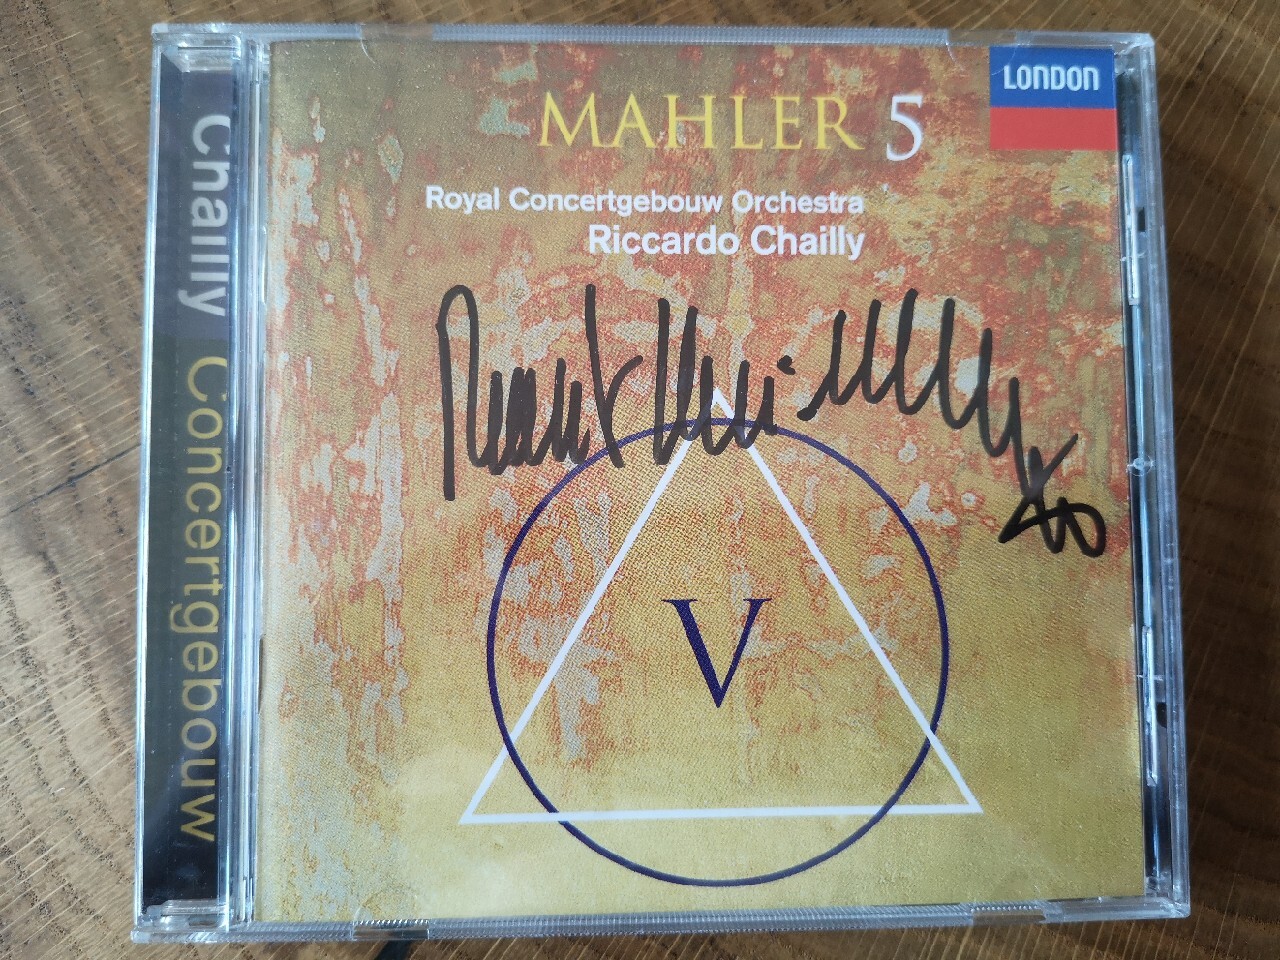 MAHLER 5
LONDON
Royal Concertgebouw Orchestra
Riccardo Chailly
V
Chailly Concertgebouw